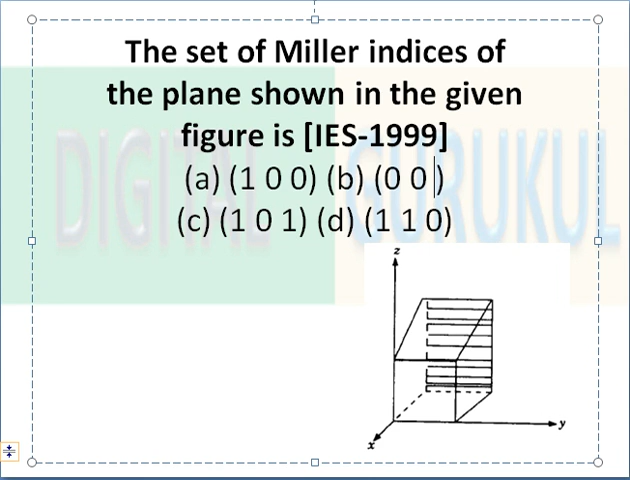 The set of Miller indices of
the plane shown in the given
figure is [IES-1999]
(a) (1 0 0) (b) (0 0 )
(c) (1 0 1) (d) (1 1 0)
DIGITAL GURUKUL
z
y
x